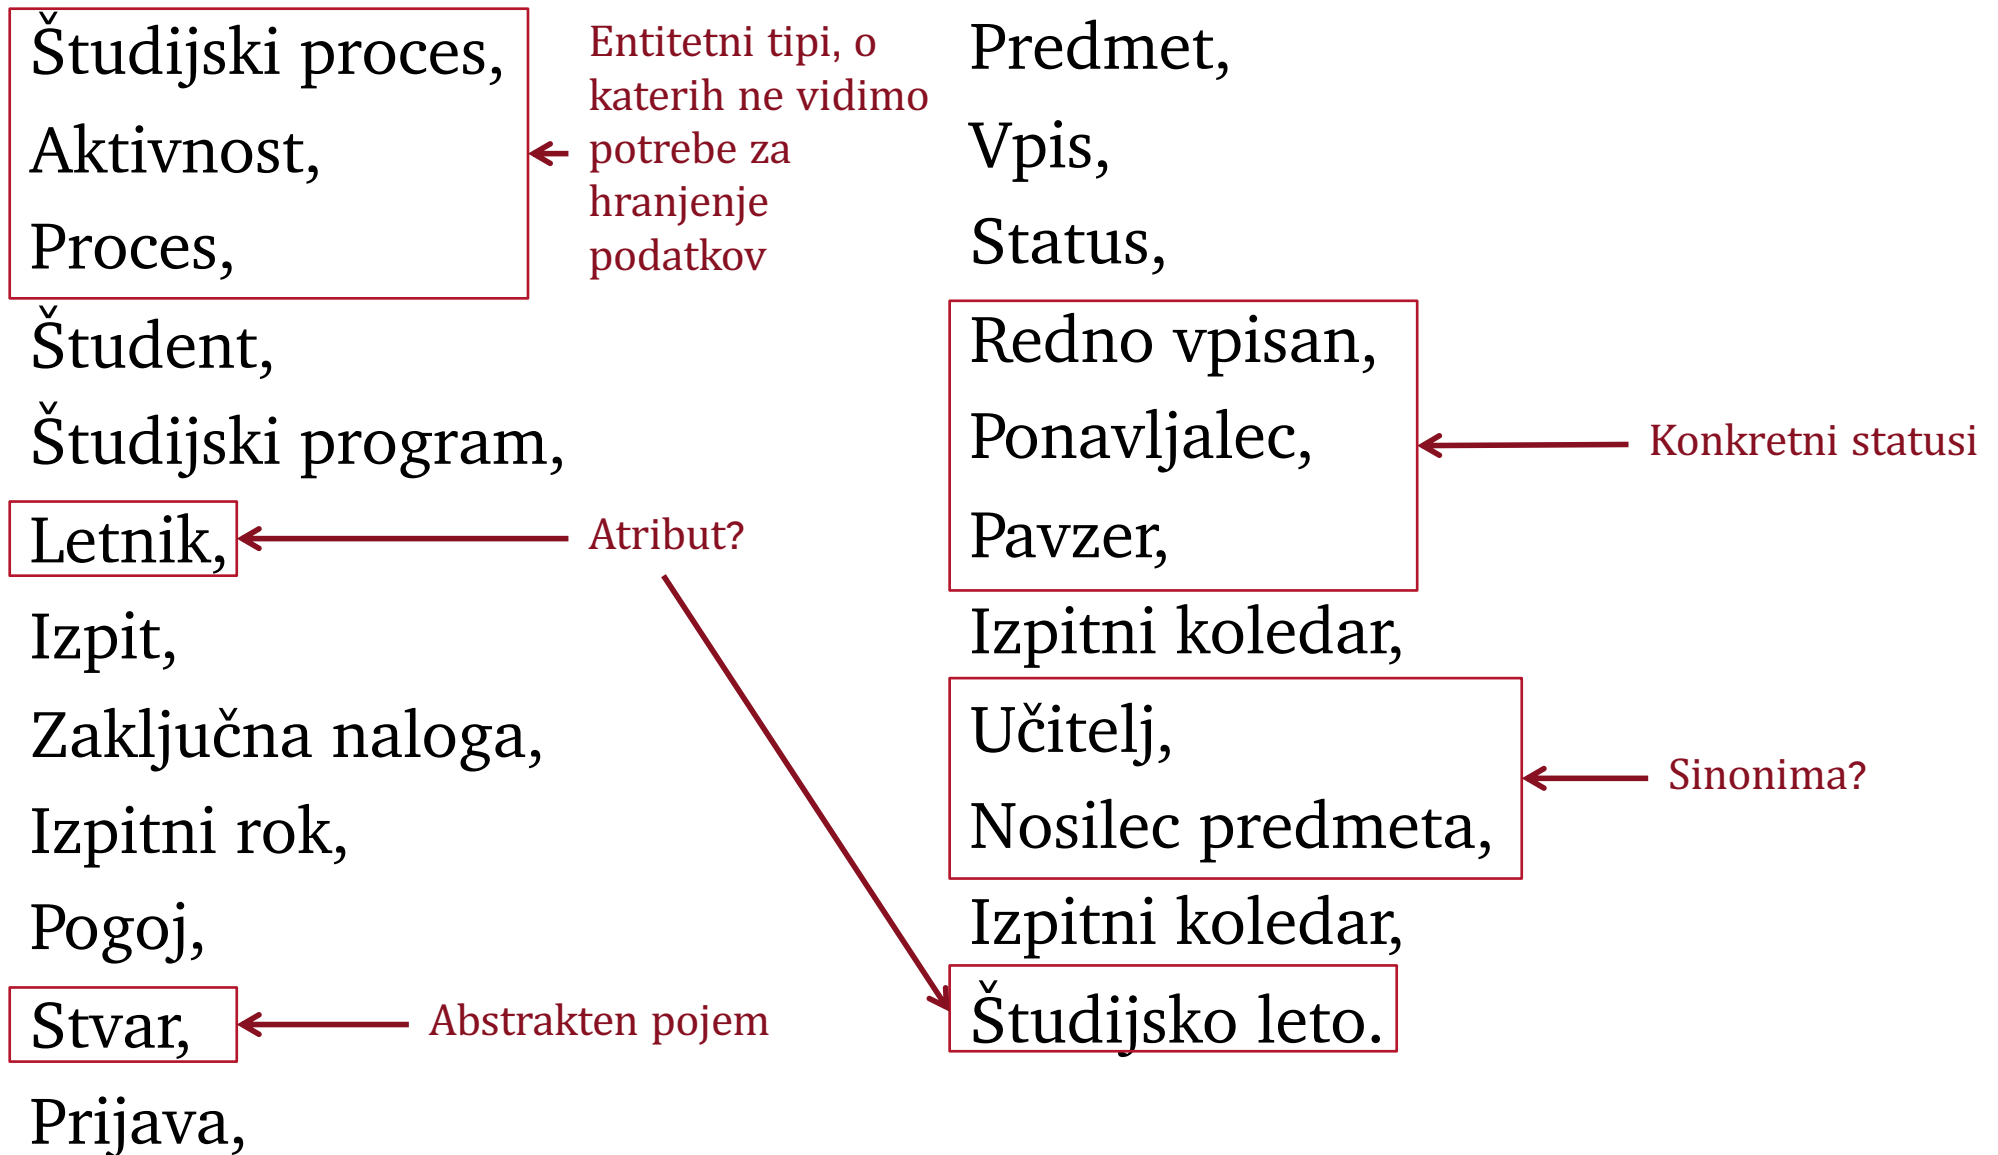 Študijski proces,
Aktivnost,
Proces,
Entitetni tipi, o
katerih ne vidimo
potrebe za
hranjenje
podatkov
Študent,
Študijski program,
Letnik,
Atribut?
Izpit,
Zaključna naloga,
Izpitni rok,
Pogoj,
Stvar,
Abstrakten pojem
Prijava,
Predmet,
Vpis,
Status,
Redno vpisan,
Ponavljalec,
Pavzer,
Konkretni statusi
Izpitni koledar,
Učitelj,
Nosilec predmeta,
Sinonima?
Izpitni koledar,
Študijsko leto.